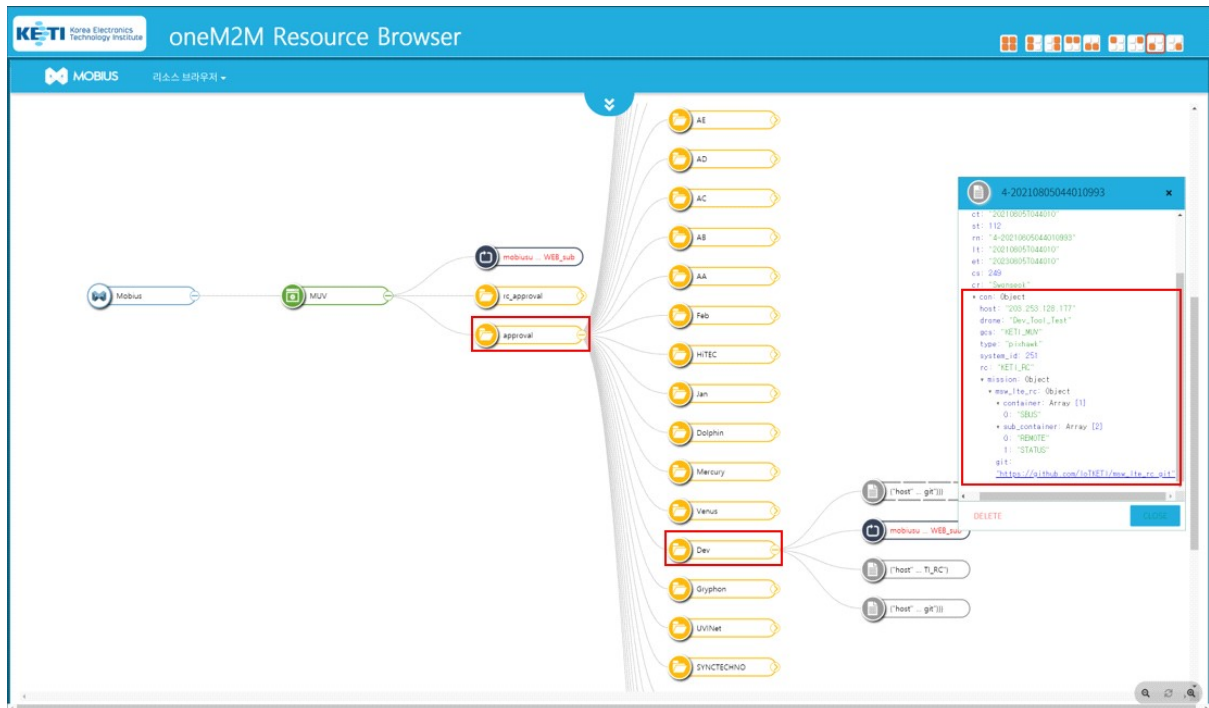 KETI Korea Electronics Technology Institute
oneM2M Resource Browser
MOBIUS
리소스 브라우저
Mobius
MUV
mobiusu ... WEB_sub
rc_approval
approval
AE
AD
AC
AB
AA
Feb
HiTEC
Jan
Dolphin
Mercury
Venus
Dev
Gryphon
UVINet
SYNCTECHNO
{"host" ... git"}}}
mobiusu ... WEB_sub
{"host" ... TI_RC"}
{"host" ... git"}}}
4-20210805044010993
ct: "20210805T044010"
st: 112
rn: "4-20210805044010993"
lt: "20210805T044010"
et: "20230805T044010"
cs: 249
cr: "Swonseok"
con: Object
host: "203.253.128.177"
drone: "Dev_Tool_Test"
gcs: "KETI_MUV"
type: "pixhawk"
system_id: 251
rc: "KETI_RC"
mission: Object
msw_lte_rc: Object
container: Array [1]
0: "SBUS"
sub_container: Array [2]
0: "REMOTE"
1: "STATUS"
git:
"https://github.com/IoTKETI/msw_lte_rc.git"
DELETE
CLOSE